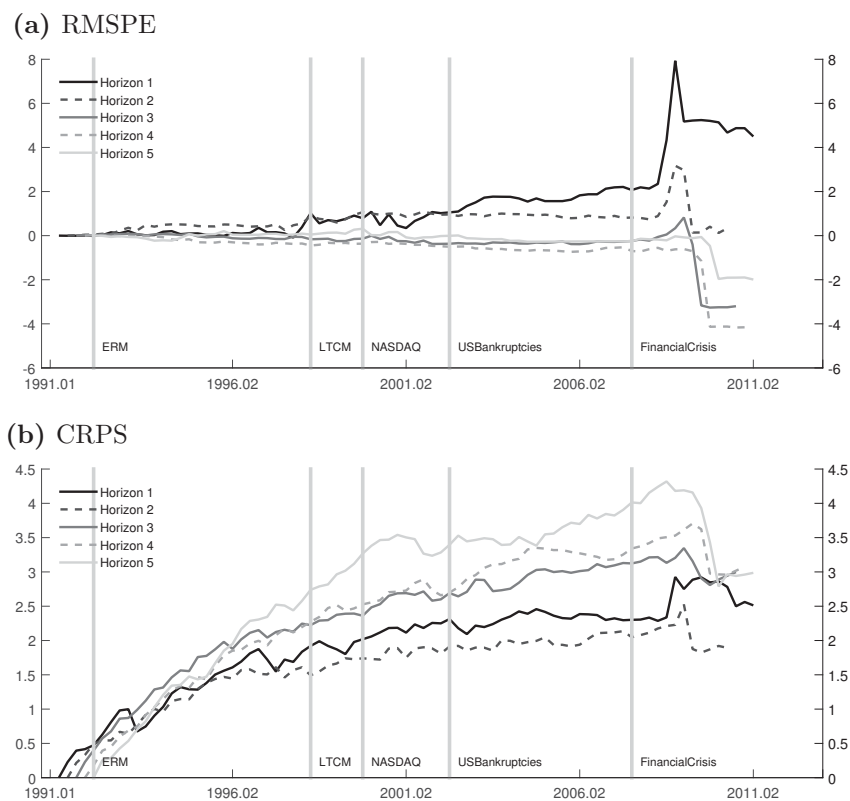 (a) RMSPE
8 8
Horizon 1
Horizon 2
6 6
Horizon 3
Horizon 4
4 4
Horizon 5
2 2
0 0
-2 -2
-4 -4
ERM LTCM NASDAQ USBankruptcies FinancialCrisis
-6 -6
1991.01 1996.02 2001.02 2006.02 2011.02
(b) CRPS
4.5 4.5
Horizon 1
4 4
Horizon 2
Horizon 3
3.5 3.5
Horizon 4
Horizon 5
3 3
2.5 2.5
2 2
1.5 1.5
1 1
0.5 0.5
ERM LTCM NASDAQ USBankruptcies FinancialCrisis
0 0
1991.01 1996.02 2001.02 2006.02 2011.02